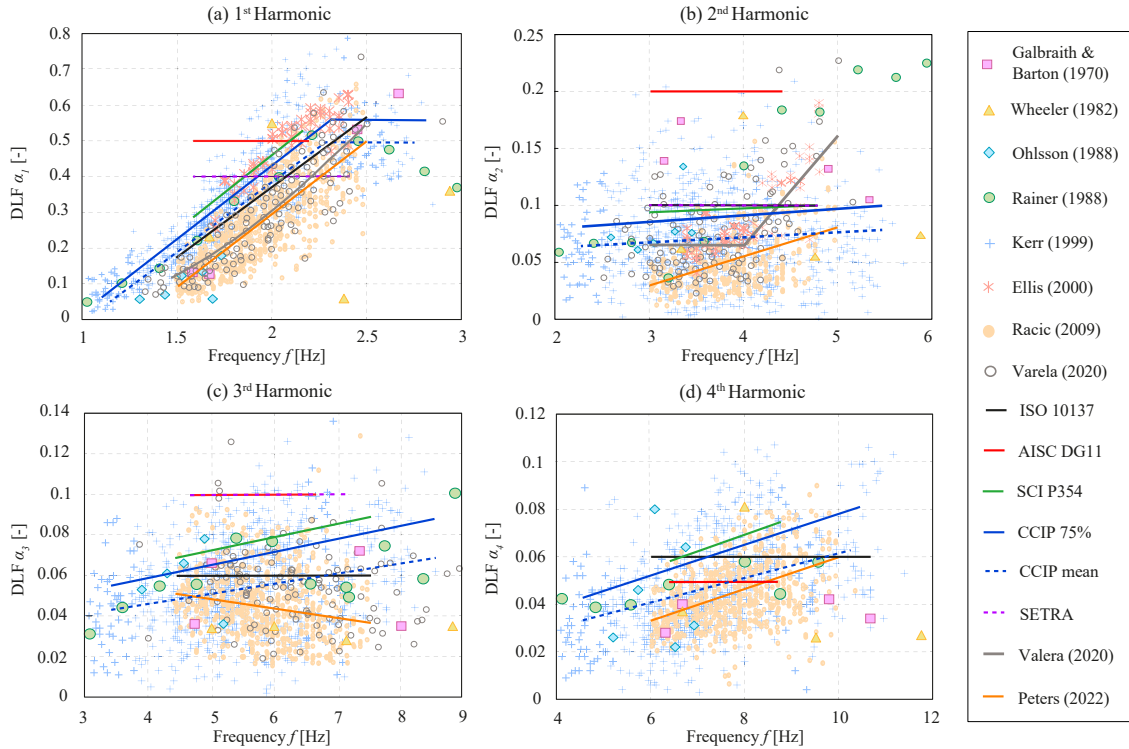 (a) 1st Harmonic
0.8
0.7
0.6
0.5
0.4
0.3
0.2
0.1
0
DLF α1 [-]
1
1.5
2
2.5
3
Frequency f [Hz]
(b) 2nd Harmonic
0.25
0.2
0.15
0.1
0.05
0
DLF α2 [-]
2
3
4
5
6
Frequency f [Hz]
(c) 3rd Harmonic
0.14
0.12
0.1
0.08
0.06
0.04
0.02
0
DLF α3 [-]
3
4
5
6
7
8
9
Frequency f [Hz]
(d) 4th Harmonic
0.12
0.1
0.08
0.06
0.04
0.02
0
DLF α4 [-]
4
6
8
10
12
Frequency f [Hz]
Galbraith &
Barton (1970)
Wheeler (1982)
Ohlsson (1988)
Rainer (1988)
Kerr (1999)
Ellis (2000)
Racic (2009)
Varela (2020)
ISO 10137
AISC DG11
SCI P354
CCIP 75%
CCIP mean
SETRA
Valera (2020)
Peters (2022)